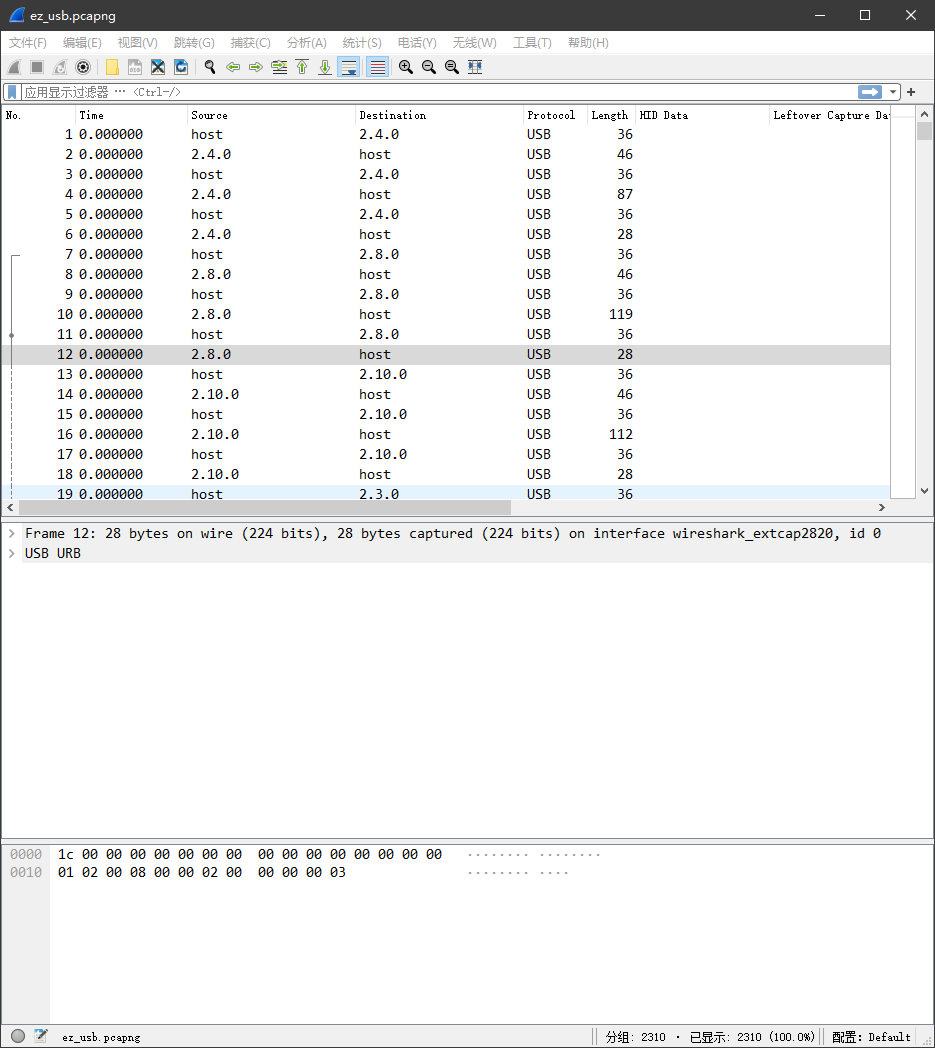 ez_usb.pcapng
文件(F) 编辑(E) 视图(V) 跳转(G) 捕获(C) 分析(A) 统计(S) 电话(Y) 无线(W) 工具(T) 帮助(H)
应用显示过滤器 … <Ctrl-/>
No. Time Source Destination Protocol Length HID Data Leftover Capture Da
1 0.000000 host 2.4.0 USB 36
2 0.000000 2.4.0 host USB 46
3 0.000000 host 2.4.0 USB 36
4 0.000000 2.4.0 host USB 87
5 0.000000 host 2.4.0 USB 36
6 0.000000 2.4.0 host USB 28
7 0.000000 host 2.8.0 USB 36
8 0.000000 2.8.0 host USB 46
9 0.000000 host 2.8.0 USB 36
10 0.000000 2.8.0 host USB 119
11 0.000000 host 2.8.0 USB 36
12 0.000000 2.8.0 host USB 28
13 0.000000 host 2.10.0 USB 36
14 0.000000 2.10.0 host USB 46
15 0.000000 host 2.10.0 USB 36
16 0.000000 2.10.0 host USB 112
17 0.000000 host 2.10.0 USB 36
18 0.000000 2.10.0 host USB 28
19 0.000000 host 2.3.0 USB 36
Frame 12: 28 bytes on wire (224 bits), 28 bytes captured (224 bits) on interface wireshark_extcap2820, id 0
USB URB
0000 1c 00 00 00 00 00 00 00 00 00 00 00 00 00 00 00 ········ ········
0010 01 02 00 08 00 00 02 00 00 00 00 03 ········ ····
ez_usb.pcapng 分组: 2310 · 已显示: 2310 (100.0%) 配置: Default